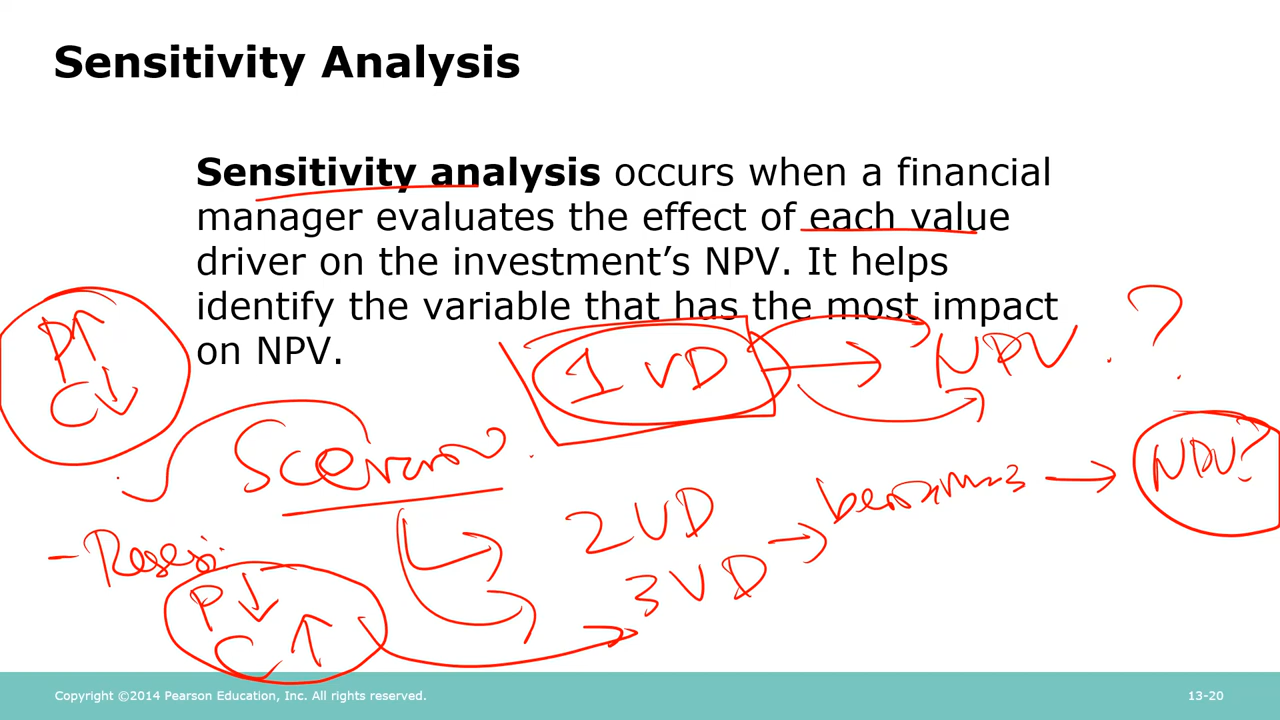 Sensitivity Analysis
Sensitivity analysis occurs when a financial
manager evaluates the effect of each value
driver on the investment's NPV. It helps
identify the variable that has the most impact
on NPV.
P↑
C↓
1 VD → NPV. ?
2 VD
3 VD → → NPV?
P↓
C↑
Copyright ©2014 Pearson Education, Inc. All rights reserved.
13-20